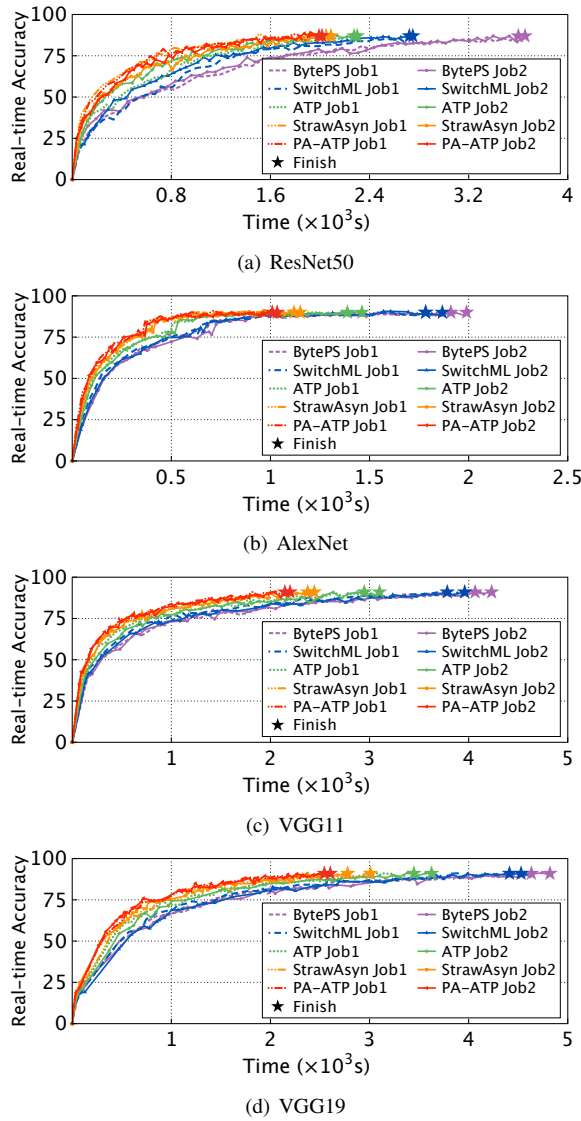 Real-time Accuracy
100
75
50
25
0
BytePS Job1 BytePS Job2
SwitchML Job1 SwitchML Job2
ATP Job1 ATP Job2
StrawAsyn Job1 StrawAsyn Job2
PA-ATP Job1 PA-ATP Job2
Finish
0.8 1.6 2.4 3.2 4
Time (×10³s)
(a) ResNet50
Real-time Accuracy
100
75
50
25
0
BytePS Job1 BytePS Job2
SwitchML Job1 SwitchML Job2
ATP Job1 ATP Job2
StrawAsyn Job1 StrawAsyn Job2
PA-ATP Job1 PA-ATP Job2
Finish
0.5 1 1.5 2 2.5
Time (×10³s)
(b) AlexNet
Real-time Accuracy
100
75
50
25
0
BytePS Job1 BytePS Job2
SwitchML Job1 SwitchML Job2
ATP Job1 ATP Job2
StrawAsyn Job1 StrawAsyn Job2
PA-ATP Job1 PA-ATP Job2
Finish
1 2 3 4 5
Time (×10³s)
(c) VGG11
Real-time Accuracy
100
75
50
25
0
BytePS Job1 BytePS Job2
SwitchML Job1 SwitchML Job2
ATP Job1 ATP Job2
StrawAsyn Job1 StrawAsyn Job2
PA-ATP Job1 PA-ATP Job2
Finish
1 2 3 4 5
Time (×10³s)
(d) VGG19